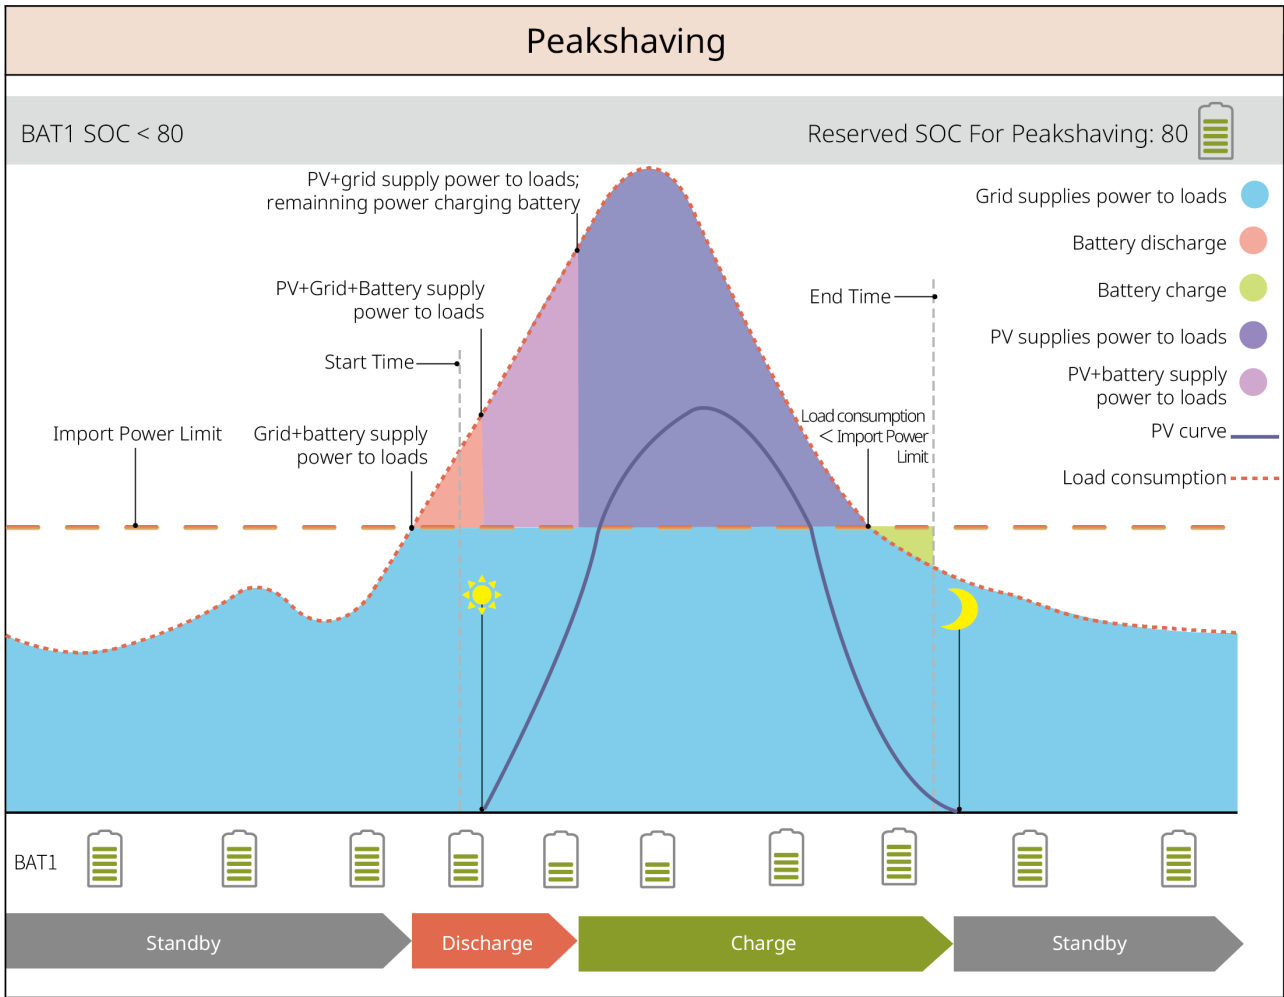 Peakshaving
BAT1 SOC < 80
Reserved SOC For Peakshaving: 80
PV+grid supply power to loads;
remainning power charging battery
PV+Grid+Battery supply
power to loads
Start Time
Import Power Limit
Grid+battery supply
power to loads
End Time
Load consumption
< Import Power
Limit
Grid supplies power to loads
Battery discharge
Battery charge
PV supplies power to loads
PV+battery supply
power to loads
PV curve
Load consumption
BAT1
Standby
Discharge
Charge
Standby